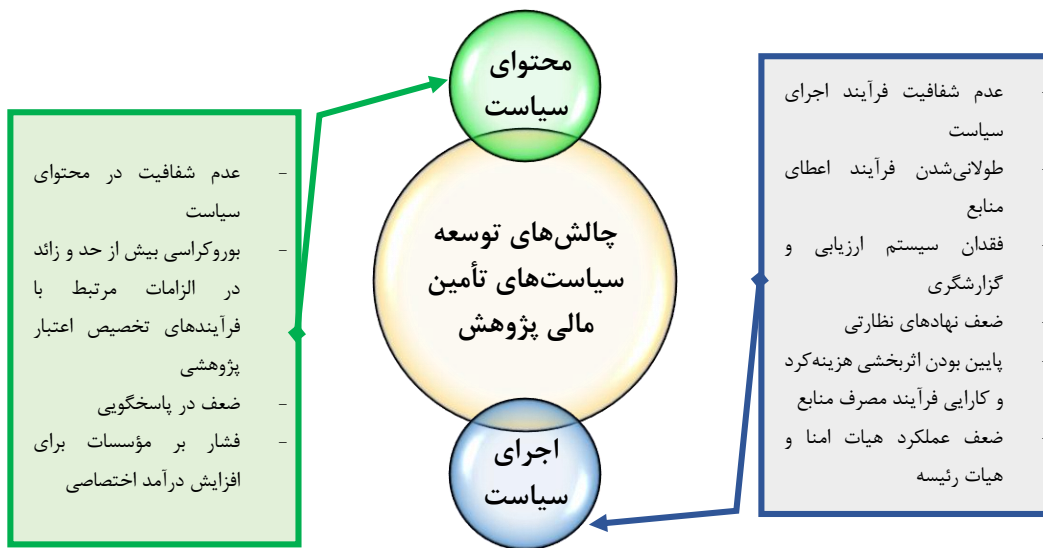 محتوای
سیاست
چالش‌های توسعه
سیاست‌های تأمین
مالی پژوهش
اجرای
سیاست
- عدم شفافیت فرآیند اجرای
سیاست
- طولانی‌شدن فرآیند اعطای
منابع
- فقدان سیستم ارزیابی و
گزارشگری
- ضعف نهادهای نظارتی
- پایین بودن اثربخشی هزینه‌کرد
و کارایی فرآیند مصرف منابع
- ضعف عملکرد هیات امنا و
هیات رئیسه
- عدم شفافیت در محتوای
سیاست
- بوروکراسی بیش از حد و زائد
در الزامات مرتبط با
فرآیندهای تخصیص اعتبار
پژوهشی
- ضعف در پاسخگویی
- فشار بر مؤسسات برای
افزایش درآمد اختصاصی